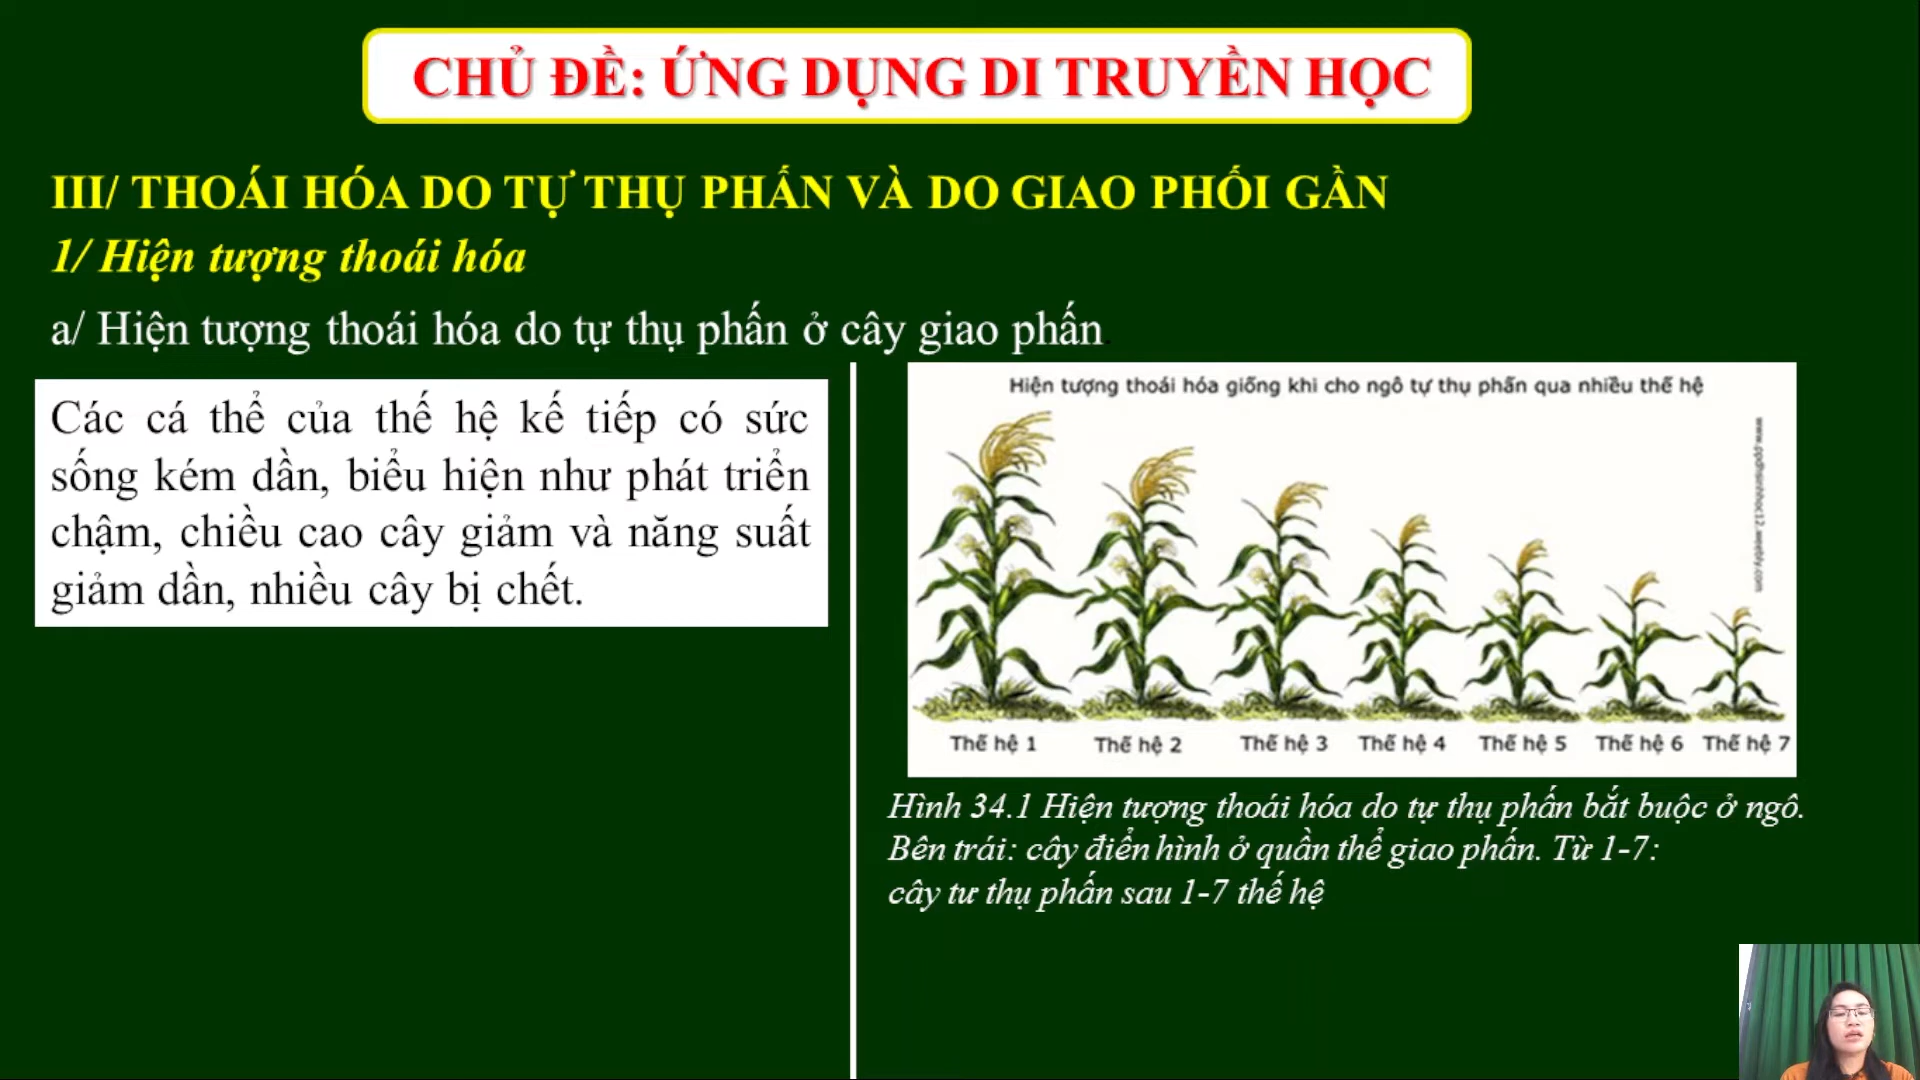 CHỦ ĐỀ: ỨNG DỤNG DI TRUYỀN HỌC
III/ THOÁI HÓA DO TỰ THỤ PHẤN VÀ DO GIAO PHỐI GẦN
1/ Hiện tượng thoái hóa
a/ Hiện tượng thoái hóa do tự thụ phấn ở cây giao phấn.
Các cá thể của thế hệ kế tiếp có sức
sống kém dần, biểu hiện như phát triển
chậm, chiều cao cây giảm và năng suất
giảm dần, nhiều cây bị chết.
Hiện tượng thoái hóa giống khi cho ngô tự thụ phấn qua nhiều thế hệ
Thế hệ 1 Thế hệ 2 Thế hệ 3 Thế hệ 4 Thế hệ 5 Thế hệ 6 Thế hệ 7
Hình 34.1 Hiện tượng thoái hóa do tự thụ phấn bắt buộc ở ngô.
Bên trái: cây điển hình ở quần thể giao phấn. Từ 1-7:
cây tư thụ phấn sau 1-7 thế hệ